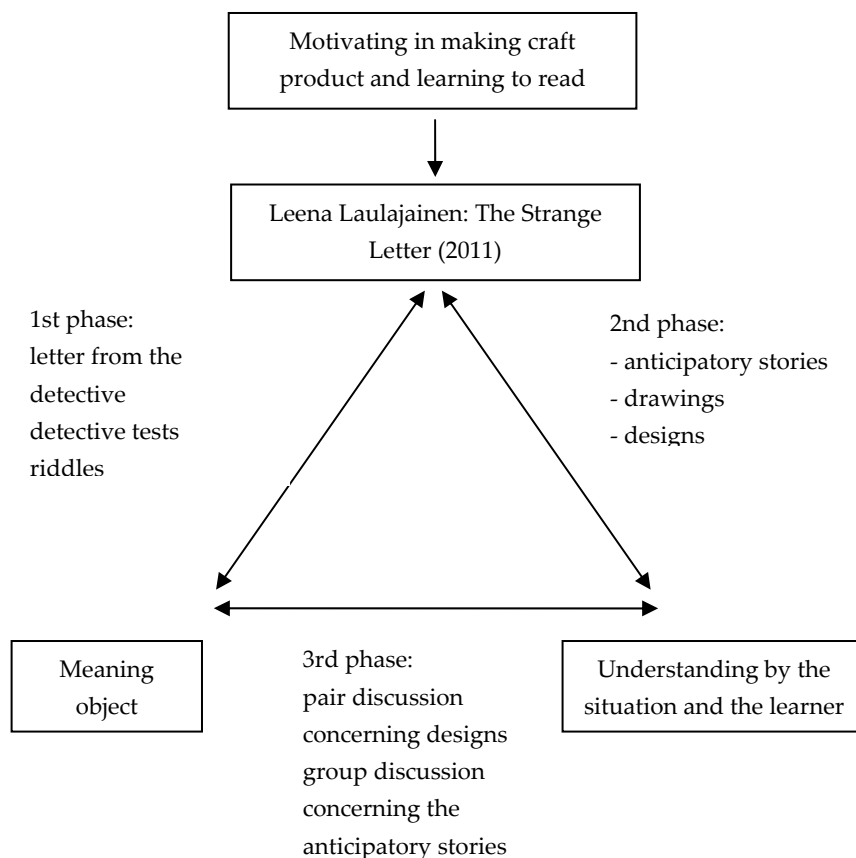 Motivating in making craft
product and learning to read
Leena Laulajainen: The Strange
Letter (2011)
1st phase:
letter from the
detective
detective tests
riddles
2nd phase:
- anticipatory stories
- drawings
- designs
Meaning
object
3rd phase:
pair discussion
concerning designs
group discussion
concerning the
anticipatory stories
Understanding by the
situation and the learner